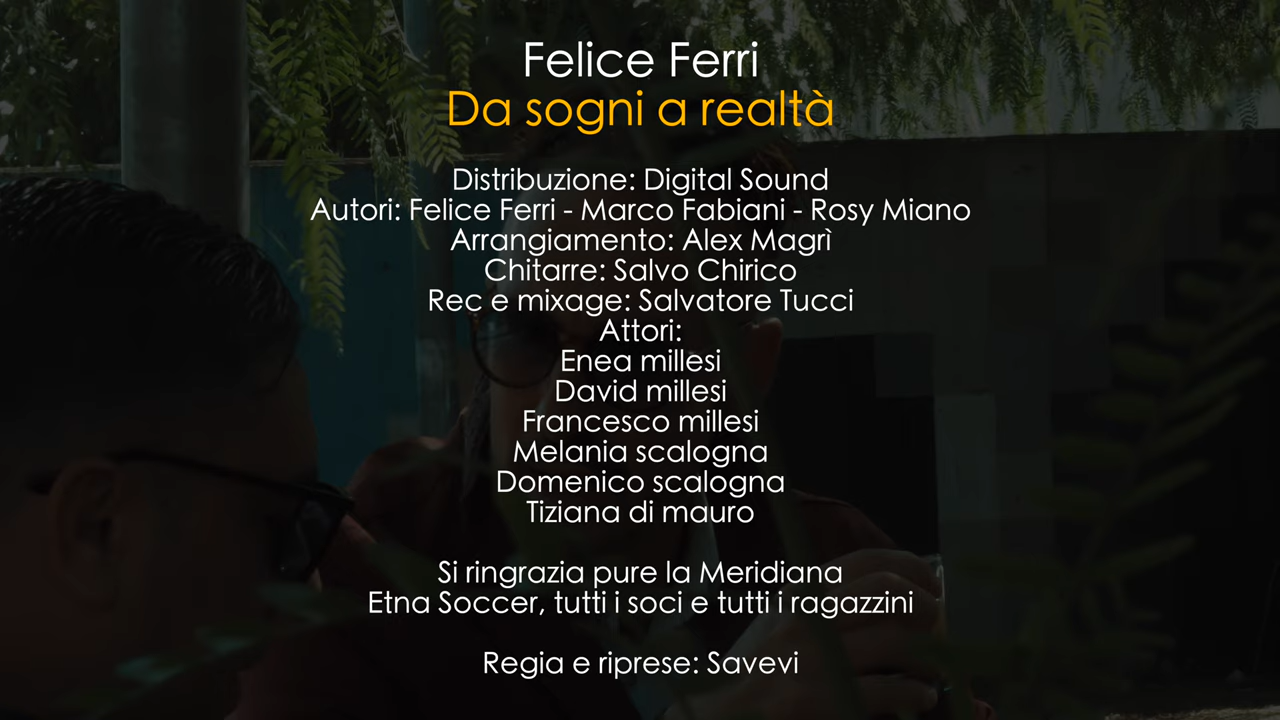 Felice Ferri
Da sogni a realtà
Distribuzione: Digital Sound
Autori: Felice Ferri - Marco Fabiani - Rosy Miano
Arrangiamento: Alex Magrì
Chitarre: Salvo Chirico
Rec e mixage: Salvatore Tucci
Attori:
Enea millesi
David millesi
Francesco millesi
Melania scalogna
Domenico scalogna
Tiziana di mauro
Si ringrazia pure la Meridiana
Etna Soccer, tutti i soci e tutti i ragazzini
Regia e riprese: Savevi